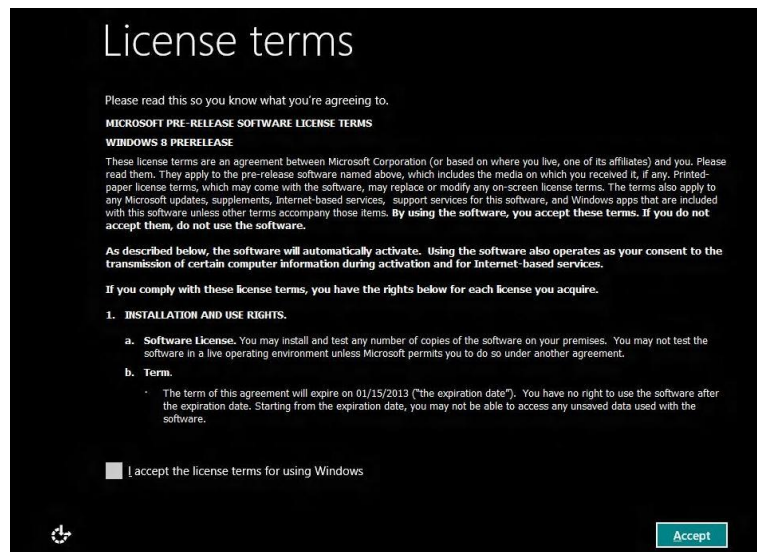 License terms
Please read this so you know what you're agreeing to.
MICROSOFT PRE-RELEASE SOFTWARE LICENSE TERMS
WINDOWS 8 PRERELEASE
These license terms are an agreement between Microsoft Corporation (or based on where you live, one of its affiliates) and you. Please
read them. They apply to the pre-release software named above, which includes the media on which you received it, if any. Printed-
paper license terms, which may come with the software, may replace or modify any on-screen license terms. The terms also apply to
any Microsoft updates, supplements, Internet-based services, support services for this software, and Windows apps that are included
with this software unless other terms accompany those items. By using the software, you accept these terms. If you do not
accept them, do not use the software.
As described below, the software will automatically activate. Using the software also operates as your consent to the
transmission of certain computer information during activation and for Internet-based services.
If you comply with these license terms, you have the rights below for each license you acquire.
1. INSTALLATION AND USE RIGHTS.
a. Software License. You may install and test any number of copies of the software on your premises. You may not test the
software in a live operating environment unless Microsoft permits you to do so under another agreement.
b. Term.
· The term of this agreement will expire on 01/15/2013 ("the expiration date"). You have no right to use the software after
the expiration date. Starting from the expiration date, you may not be able to access any unsaved data used with the
software.
I accept the license terms for using Windows
Accept